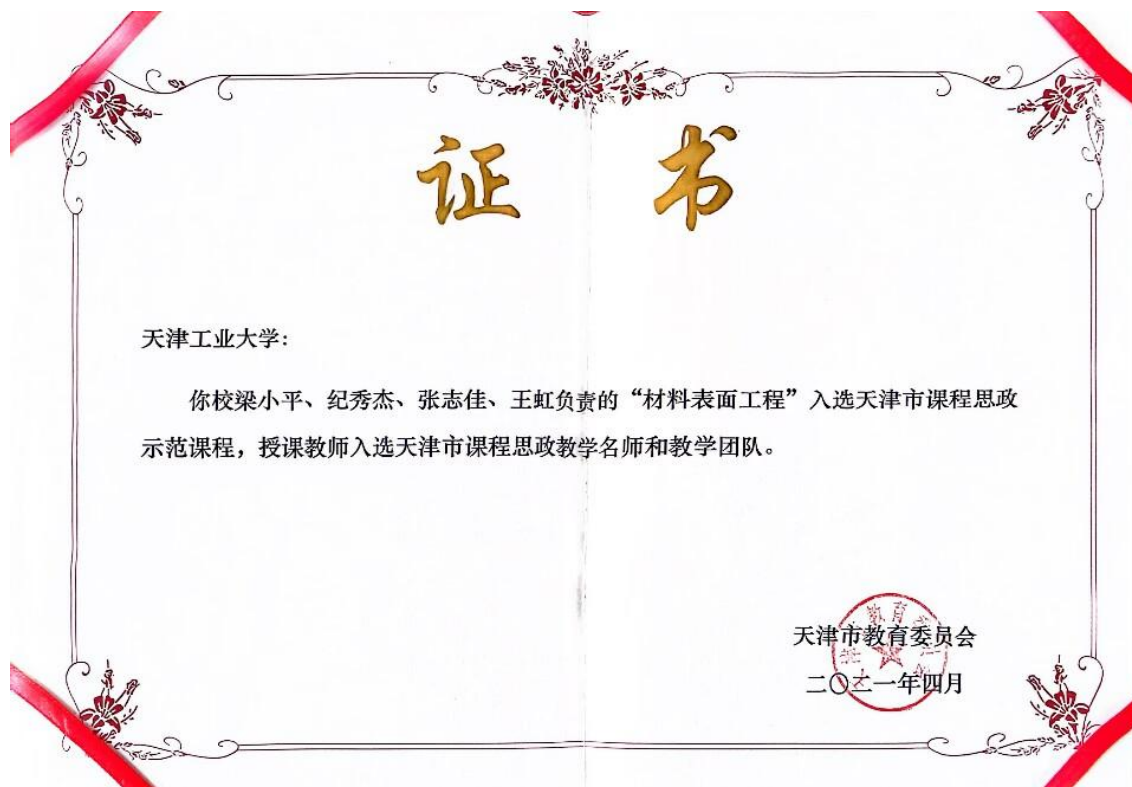 证书
天津工业大学：
你校梁小平、纪秀杰、张志佳、王虹负责的“材料表面工程”入选天津市课程思政
示范课程，授课教师入选天津市课程思政教学名师和教学团队。
天津市教育委员会
二〇二一年四月